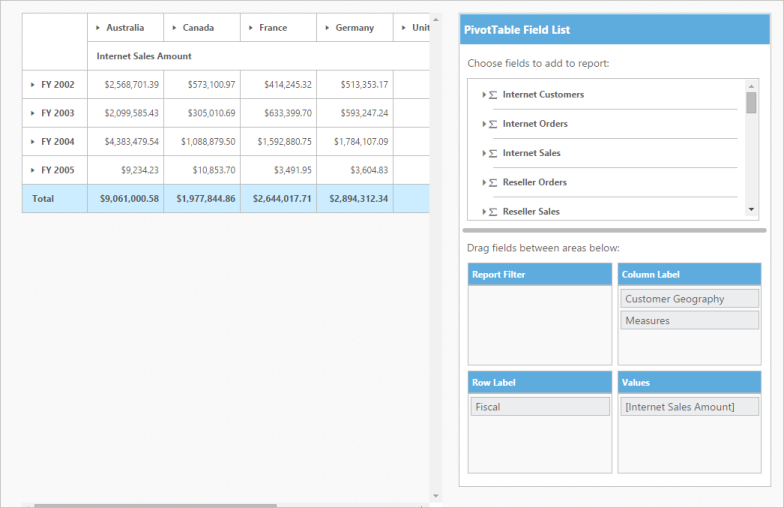 Australia Canada France Germany Unit
Internet Sales Amount
FY 2002 $2,568,701.39 $573,100.97 $414,245.32 $513,353.17
FY 2003 $2,099,585.43 $305,010.69 $633,399.70 $593,247.24
FY 2004 $4,383,479.54 $1,088,879.50 $1,592,880.75 $1,784,107.09
FY 2005 $9,234.23 $10,853.70 $3,491.95 $3,604.83
Total $9,061,000.58 $1,977,844.86 $2,644,017.71 $2,894,312.34
PivotTable Field List
Choose fields to add to report:
Σ Internet Customers
Σ Internet Orders
Σ Internet Sales
Σ Reseller Orders
Σ Reseller Sales
Drag fields between areas below:
Report Filter
Column Label
Customer Geography
Measures
Row Label
Fiscal
Values
[Internet Sales Amount]